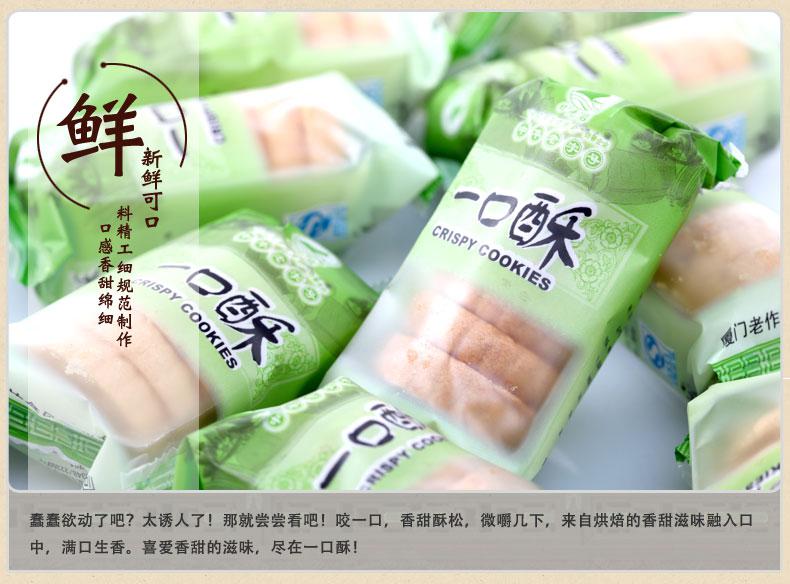 鲜
新鲜可口
料精工细规范制作
口感香甜绵细
一口酥
CRISPY COOKIES
一口酥
CRISPY COOKIES
口
CRISPY COO
厦门老作
蠢蠢欲动了吧？太诱人了！那就尝尝看吧！咬一口，香甜酥松，微嚼几下，来自烘焙的香甜滋味融入口
中，满口生香。喜爱香甜的滋味，尽在一口酥！